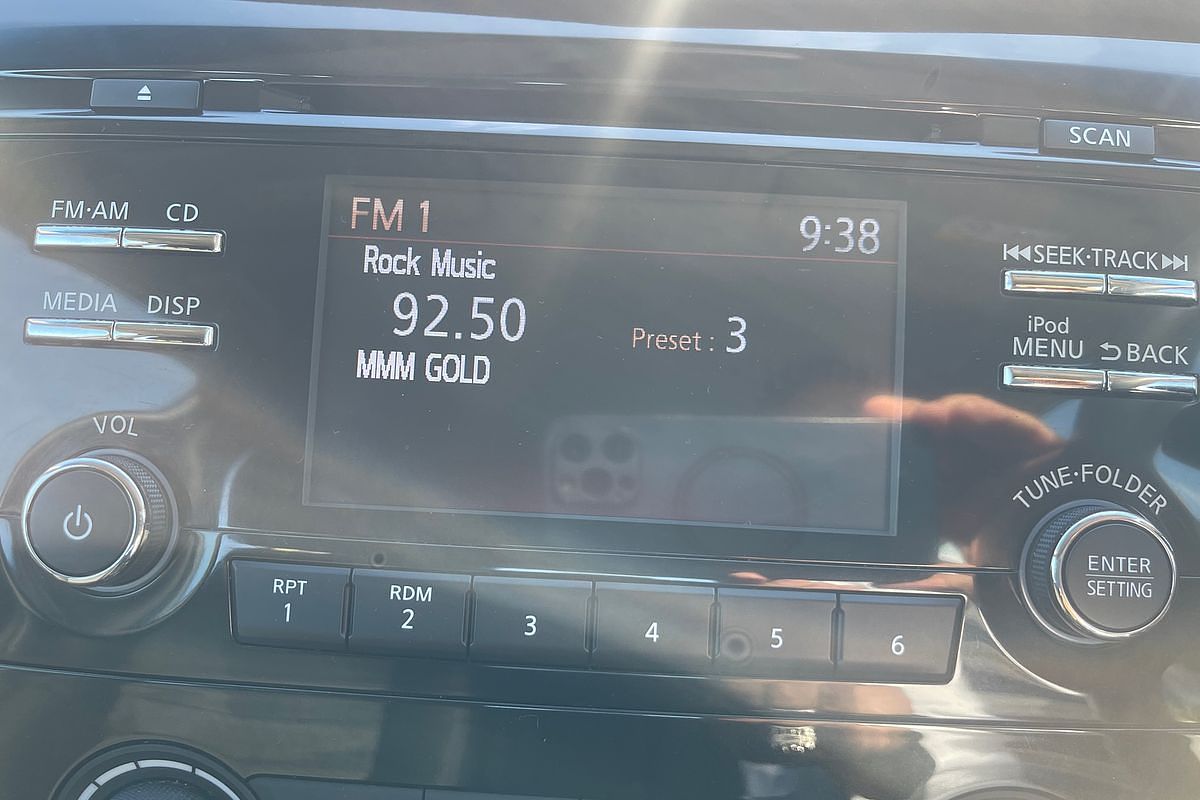 SCAN
FM·AM CD
MEDIA DISP
VOL
FM 1 9:38
Rock Music
92.50
Preset : 3
MMM GOLD
SEEK·TRACK
iPod
MENU BACK
TUNE·FOLDER
ENTER
SETTING
RPT
1
RDM
2
3
4
5
6